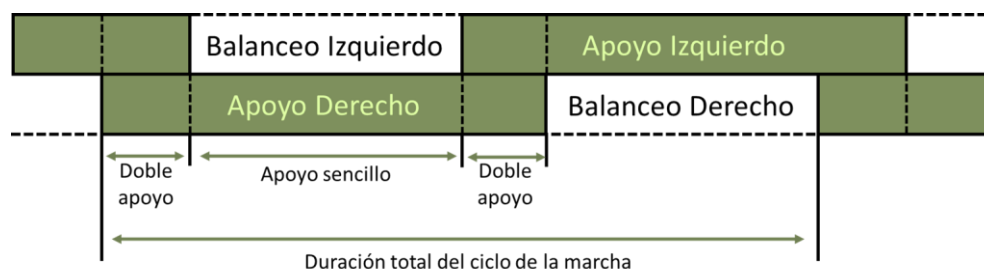 Balanceo Izquierdo
Apoyo Izquierdo
Apoyo Derecho
Balanceo Derecho
Doble
apoyo
Apoyo sencillo
Doble
apoyo
Duración total del ciclo de la marcha